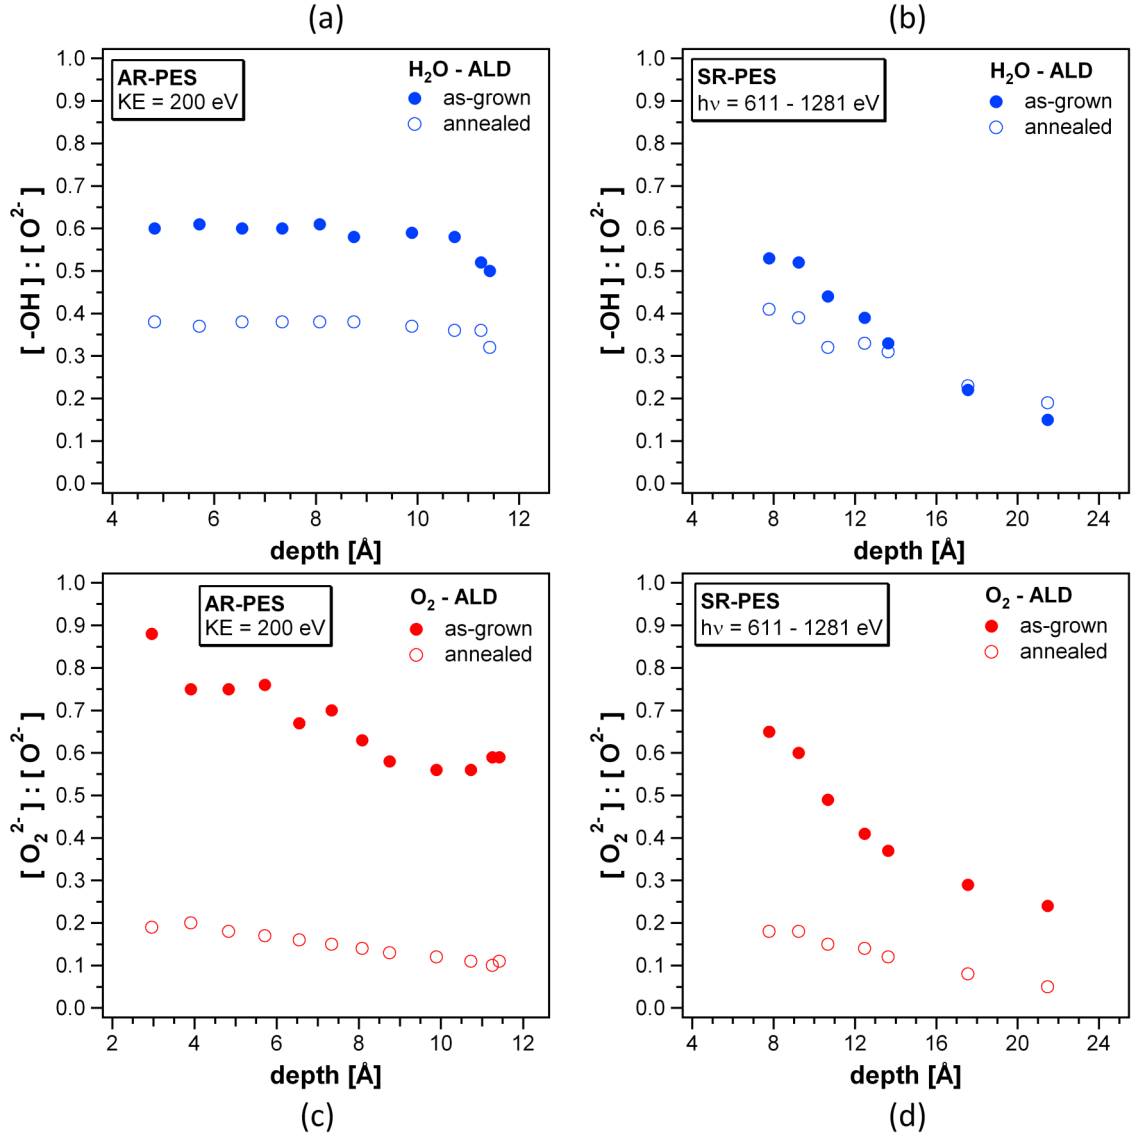 (a)
AR-PES
KE = 200 eV
H₂O - ALD
as-grown
annealed
[ -OH ] : [ O²⁻ ]
1.0
0.9
0.8
0.7
0.6
0.5
0.4
0.3
0.2
0.1
0.0
4 6 8 10 12
depth [Å]
(b)
SR-PES
hν = 611 - 1281 eV
H₂O - ALD
as-grown
annealed
[ -OH ] : [ O²⁻ ]
1.0
0.9
0.8
0.7
0.6
0.5
0.4
0.3
0.2
0.1
0.0
4 8 12 16 20 24
depth [Å]
AR-PES
KE = 200 eV
O₂ - ALD
as-grown
annealed
[ O₂²⁻ ] : [ O²⁻ ]
1.0
0.9
0.8
0.7
0.6
0.5
0.4
0.3
0.2
0.1
0.0
2 4 6 8 10 12
depth [Å]
(c)
SR-PES
hν = 611 - 1281 eV
O₂ - ALD
as-grown
annealed
[ O₂²⁻ ] : [ O²⁻ ]
1.0
0.9
0.8
0.7
0.6
0.5
0.4
0.3
0.2
0.1
0.0
4 8 12 16 20 24
depth [Å]
(d)